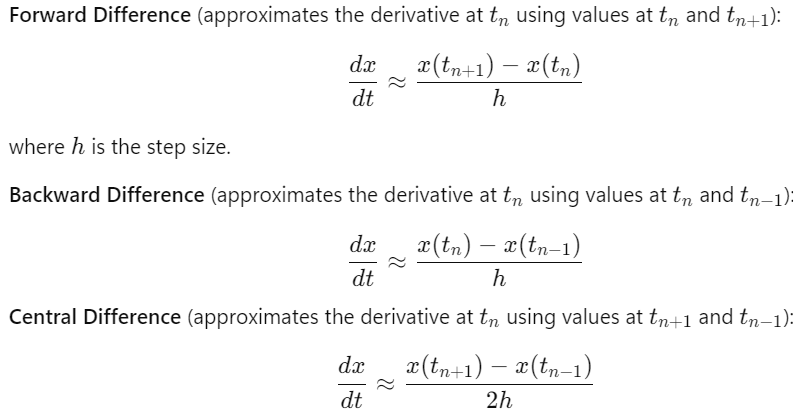 Forward Difference (approximates the derivative at $t_n$ using values at $t_n$ and $t_{n+1}$):
$\frac{dx}{dt} \approx \frac{x(t_{n+1}) - x(t_n)}{h}$
where $h$ is the step size.
Backward Difference (approximates the derivative at $t_n$ using values at $t_n$ and $t_{n-1}$):
$\frac{dx}{dt} \approx \frac{x(t_n) - x(t_{n-1})}{h}$
Central Difference (approximates the derivative at $t_n$ using values at $t_{n+1}$ and $t_{n-1}$):
$\frac{dx}{dt} \approx \frac{x(t_{n+1}) - x(t_{n-1})}{2h}$